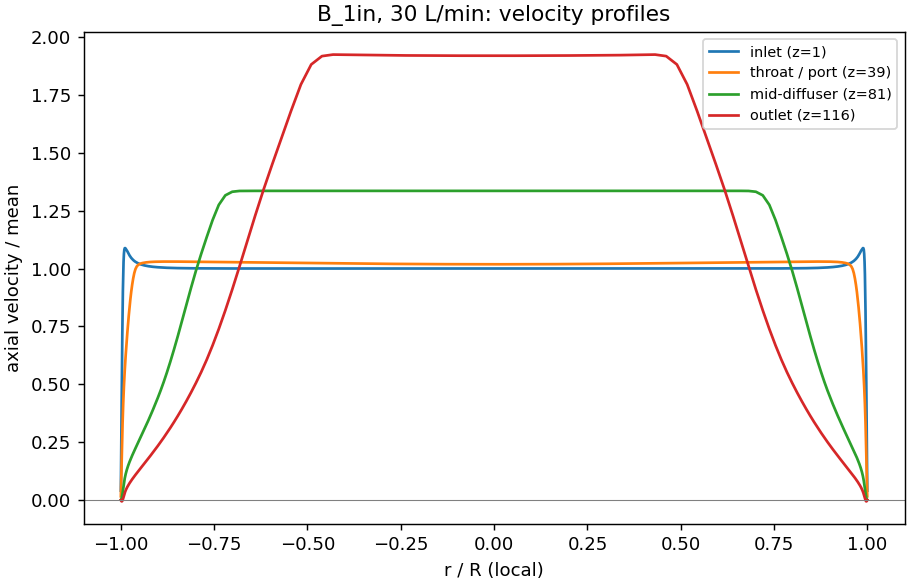 B_1in, 30 L/min: velocity profiles
2.00
1.75
1.50
1.25
1.00
0.75
0.50
0.25
0.00
axial velocity / mean
inlet (z=1)
throat / port (z=39)
mid-diffuser (z=81)
outlet (z=116)
−1.00 −0.75 −0.50 −0.25 0.00 0.25 0.50 0.75 1.00
r / R (local)